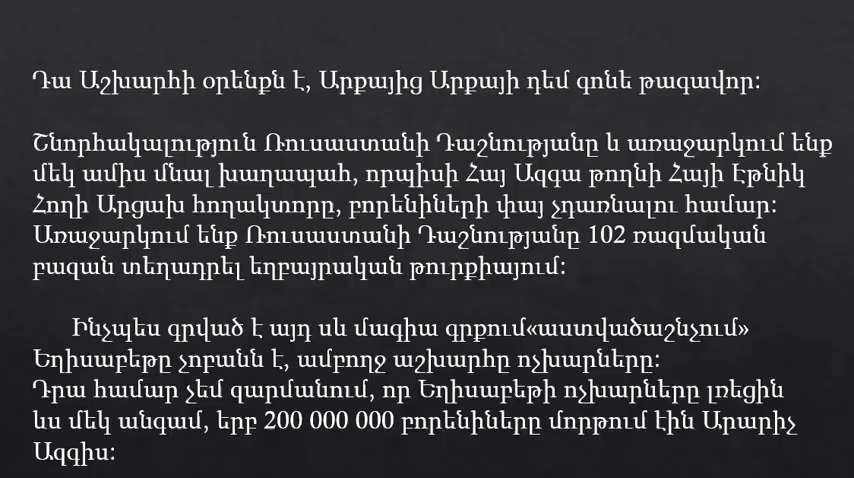 Դա Աշխարհի օրենքն է, Արքայից Արքայի դեմ գոնե թագավոր:
Շնորհակալություն Ռուսաստանի Դաշնությանը և առաջարկում ենք
մեկ ամիս մնալ խաղապահ, որպիսի Հայ Ազգա թողնի Հայի Էթնիկ
Հողի Արցախ հողակտորը, բորենիների փայ չդառնալու համար:
Առաջարկում ենք Ռուսաստանի Դաշնությանը 102 ռազմական
բազան տեղադրել եղբայրական թուրքիայում:
Ինչպես գրված է այդ սև մագիա գրքում«աստվածաշնչում»
Եղիսաբեթը չոբանն է, ամբողջ աշխարհը ոչխարները:
Դրա համար չեմ զարմանում, որ Եղիսաբեթի ոչխարները լռեցին
ևս մեկ անգամ, երբ 200 000 000 բորենիները մորթում էին Արարիչ
Ազգիս: